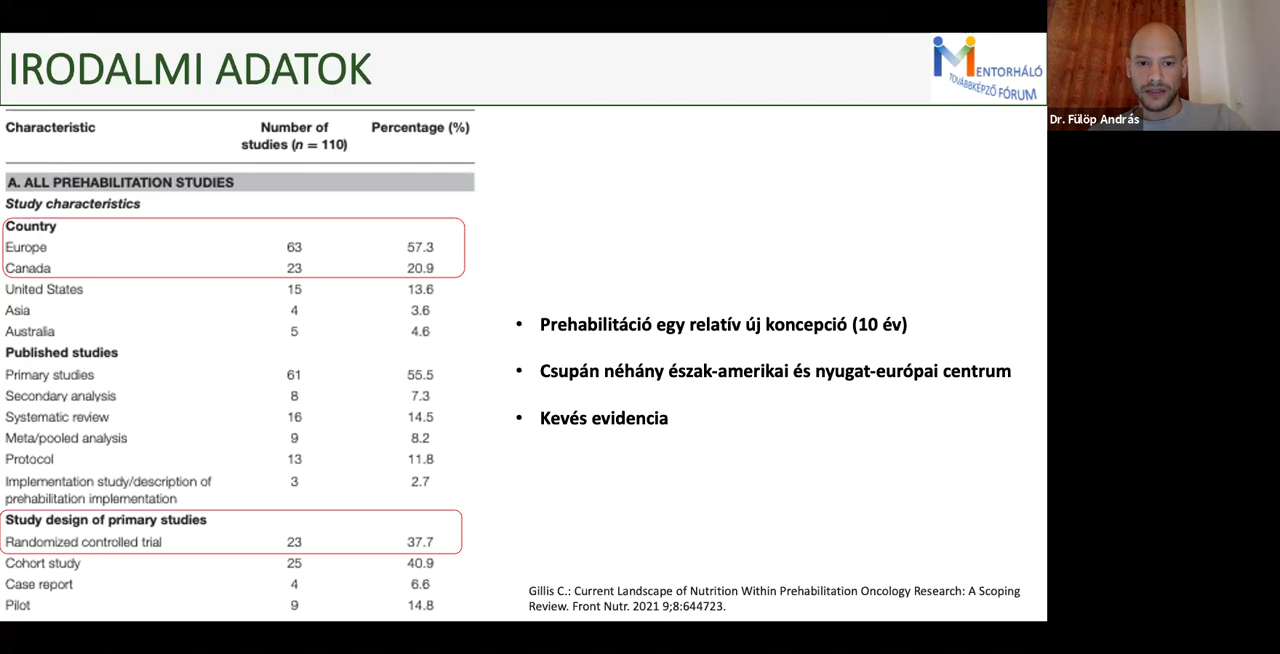 IRODALMI ADATOK
MENTORHÁLÓ
TOVÁBBKÉPZŐ FÓRUM
Dr. Fülöp András
Characteristic Number of studies (n = 110) Percentage (%)
A. ALL PREHABILITATION STUDIES
Study characteristics
Country
Europe 63 57.3
Canada 23 20.9
United States 15 13.6
Asia 4 3.6
Australia 5 4.6
Published studies
Primary studies 61 55.5
Secondary analysis 8 7.3
Systematic review 16 14.5
Meta/pooled analysis 9 8.2
Protocol 13 11.8
Implementation study/description of 3 2.7
prehabilitation implementation
Study design of primary studies
Randomized controlled trial 23 37.7
Cohort study 25 40.9
Case report 4 6.6
Pilot 9 14.8
• Prehabilitáció egy relatív új koncepció (10 év)
• Csupán néhány észak-amerikai és nyugat-európai centrum
• Kevés evidencia
Gillis C.: Current Landscape of Nutrition Within Prehabilitation Oncology Research: A Scoping
Review. Front Nutr. 2021 9;8:644723.